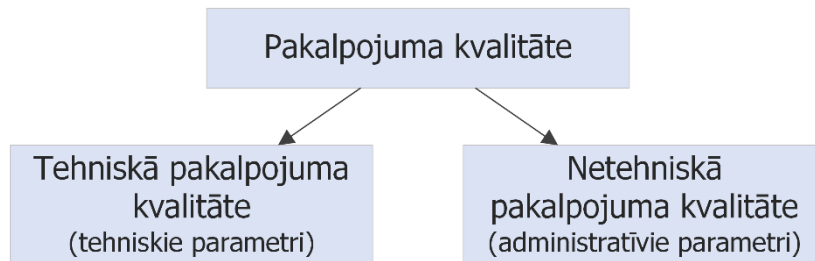 Pakalpojuma kvalitāte
Tehniskā pakalpojuma
kvalitāte
(tehniskie parametri)
Netehniskā
pakalpojuma kvalitāte
(administratīvie parametri)